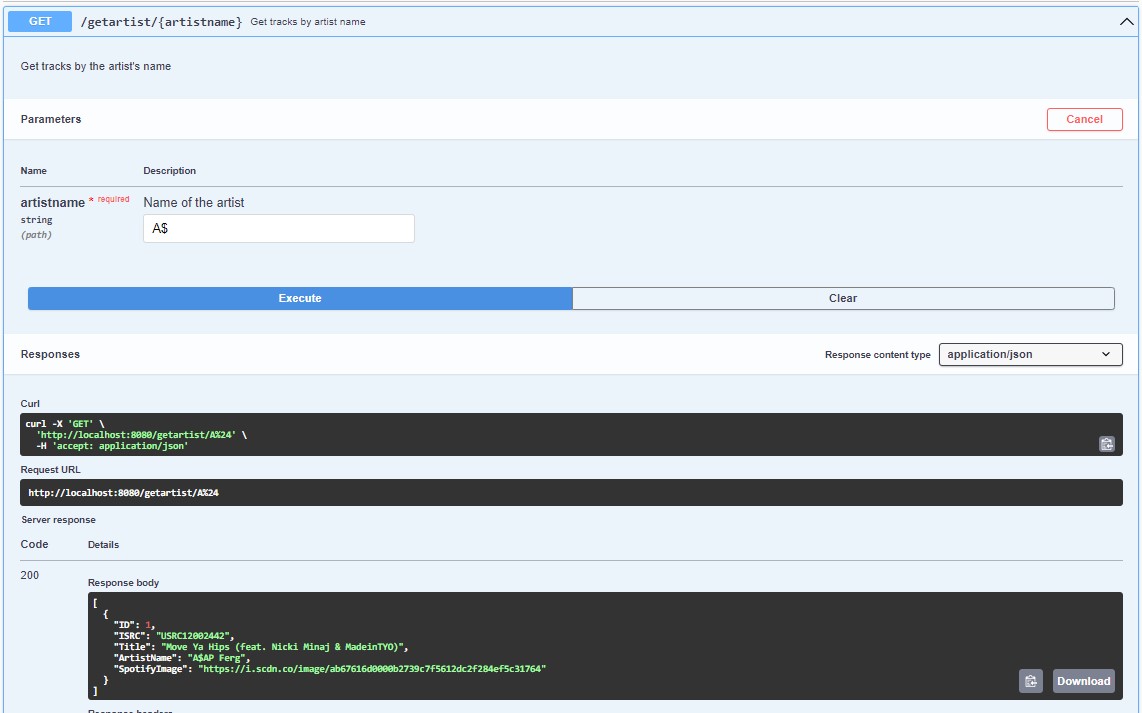 GET /getartist/{artistname} Get tracks by artist name
Get tracks by the artist's name
Parameters
Cancel
Name Description
artistname * required Name of the artist
string
(path)
A$
Execute Clear
Responses Response content type application/json
Curl
curl -X 'GET' \
'http://localhost:8080/getartist/A%24' \
-H 'accept: application/json'
Request URL
http://localhost:8080/getartist/A%24
Server response
Code Details
200
Response body
[
{
"ID": 1,
"ISRC": "USRC12002442",
"Title": "Move Ya Hips (feat. Nicki Minaj & MadeinTYO)",
"ArtistName": "A$AP Ferg",
"SpotifyImage": "https://i.scdn.co/image/ab67616d0000b2739c7f5612dc2f284ef5c31764"
}
]
Download
Response headers